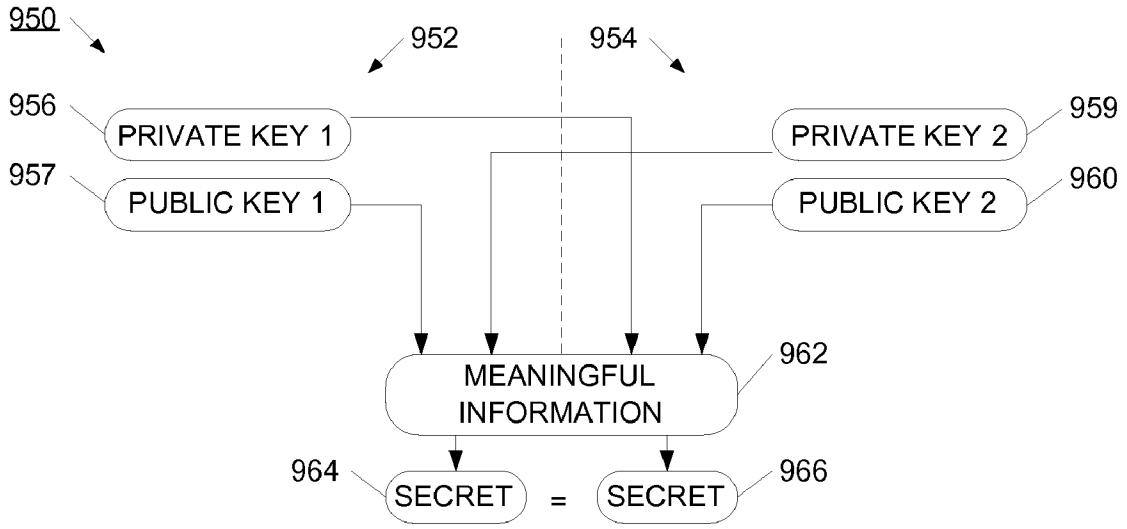 950
952
954
956
PRIVATE KEY 1
PRIVATE KEY 2
959
957
PUBLIC KEY 1
PUBLIC KEY 2
960
MEANINGFUL
INFORMATION
962
964
SECRET
=
SECRET
966